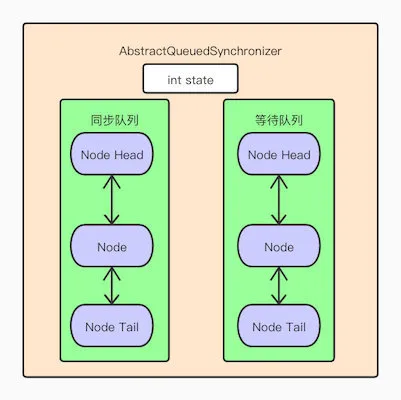 AbstractQueuedSynchronizer
int state
同步队列
Node Head
Node
Node Tail
等待队列
Node Head
Node
Node Tail